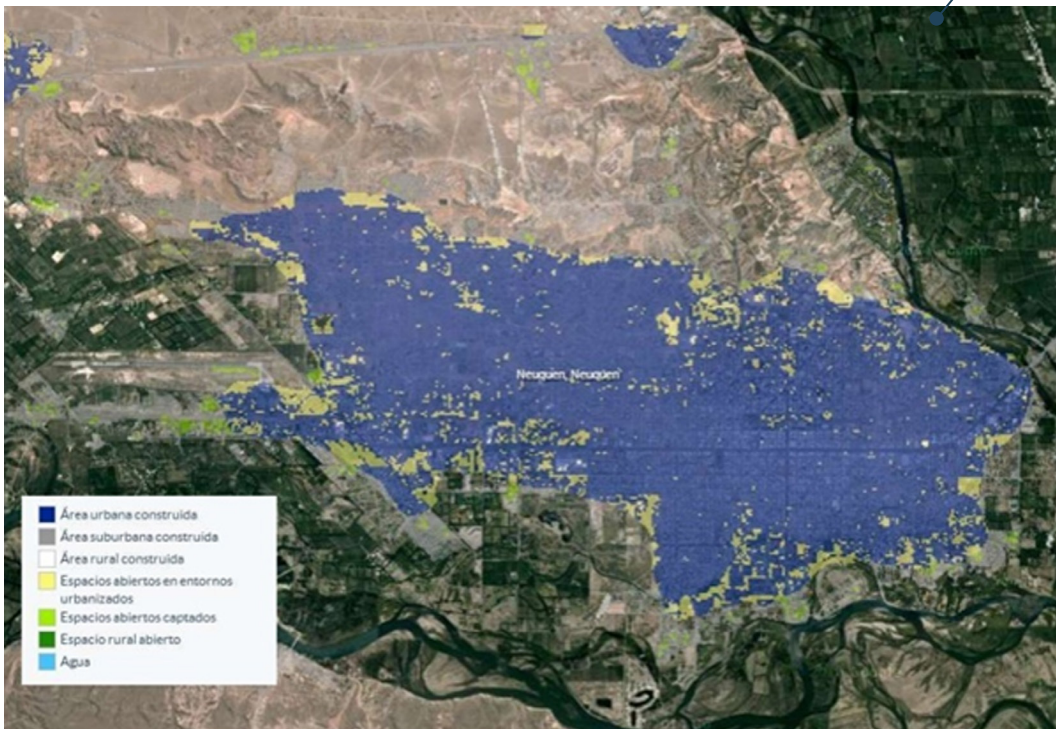 Neuquen, Neuquen
Área urbana construida
Área suburbana construida
Área rural construida
Espacios abiertos en entornos
urbanizados
Espacios abiertos captados
Espacio rural abierto
Agua